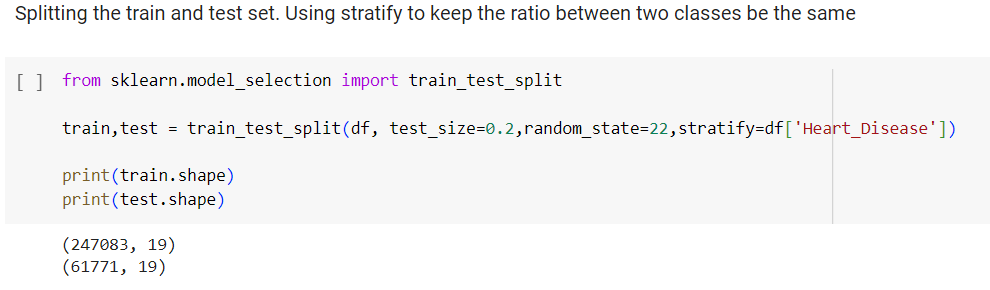 Splitting the train and test set. Using stratify to keep the ratio between two classes be the same
[ ] from sklearn.model_selection import train_test_split
train,test = train_test_split(df, test_size=0.2,random_state=22,stratify=df['Heart_Disease'])
print(train.shape)
print(test.shape)
(247083, 19)
(61771, 19)